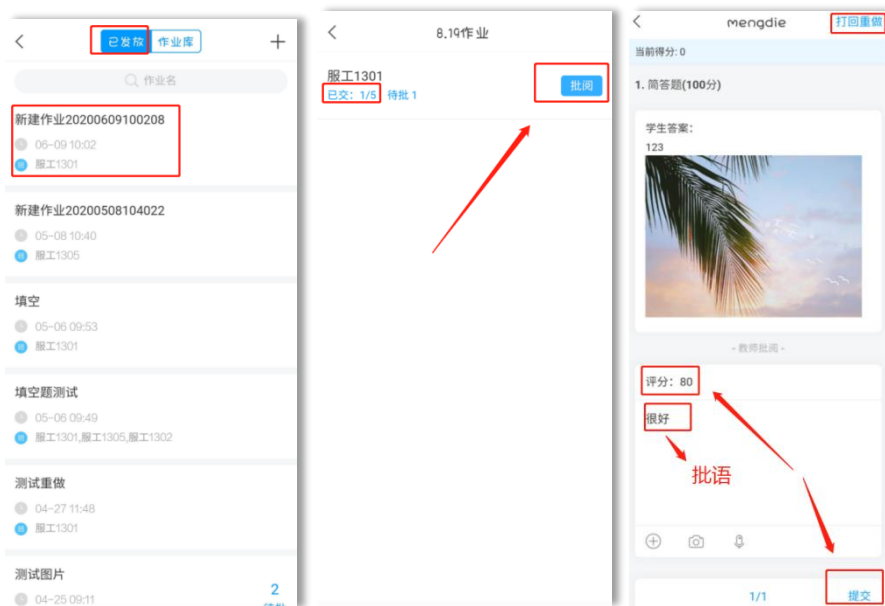 已发放 作业库
作业名
新建作业20200609100208
06-09 10:02
服工1301
新建作业20200508104022
05-08 10:40
服工1305
填空
05-06 09:53
服工1301
填空题测试
05-06 09:49
服工1301,服工1305,服工1302
测试重做
04-27 11:48
服工1301
测试图片
04-25 09:11
2
8.19作业
服工1301
已交：1/5 待批 1
批阅
mengdie
打回重做
当前得分: 0
1. 简答题(100分)
学生答案：
123
- 教师批阅 -
评分：80
很好
批语
1/1
提交